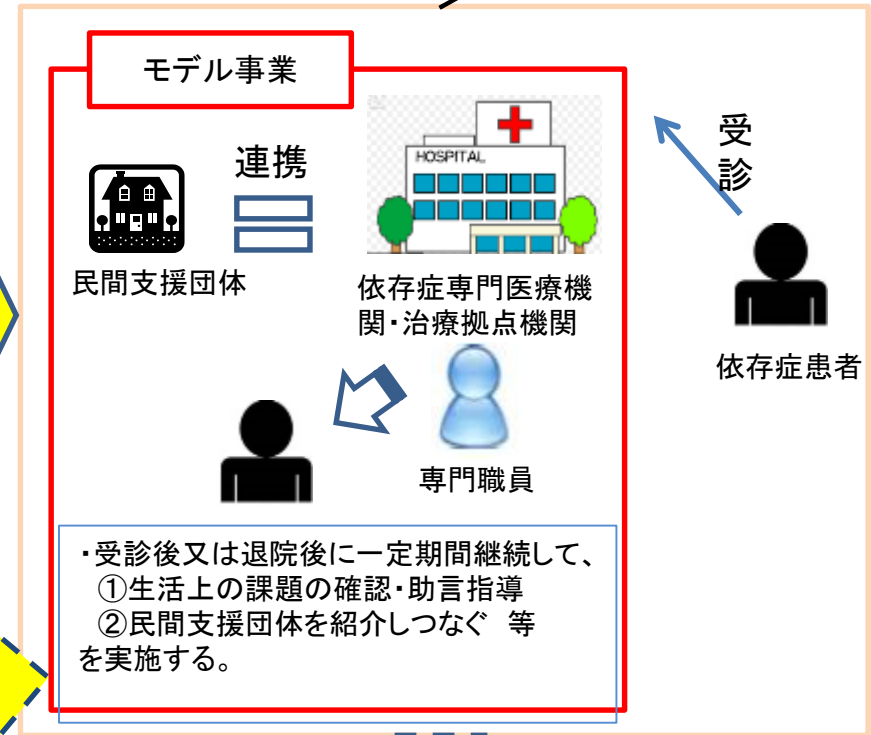 モデル事業
連携
HOSPITAL
受
診
民間支援団体
依存症専門医療機
関・治療拠点機関
依存症患者
専門職員
・受診後又は退院後に一定期間継続して、
①生活上の課題の確認・助言指導
②民間支援団体を紹介しつなぐ 等
を実施する。